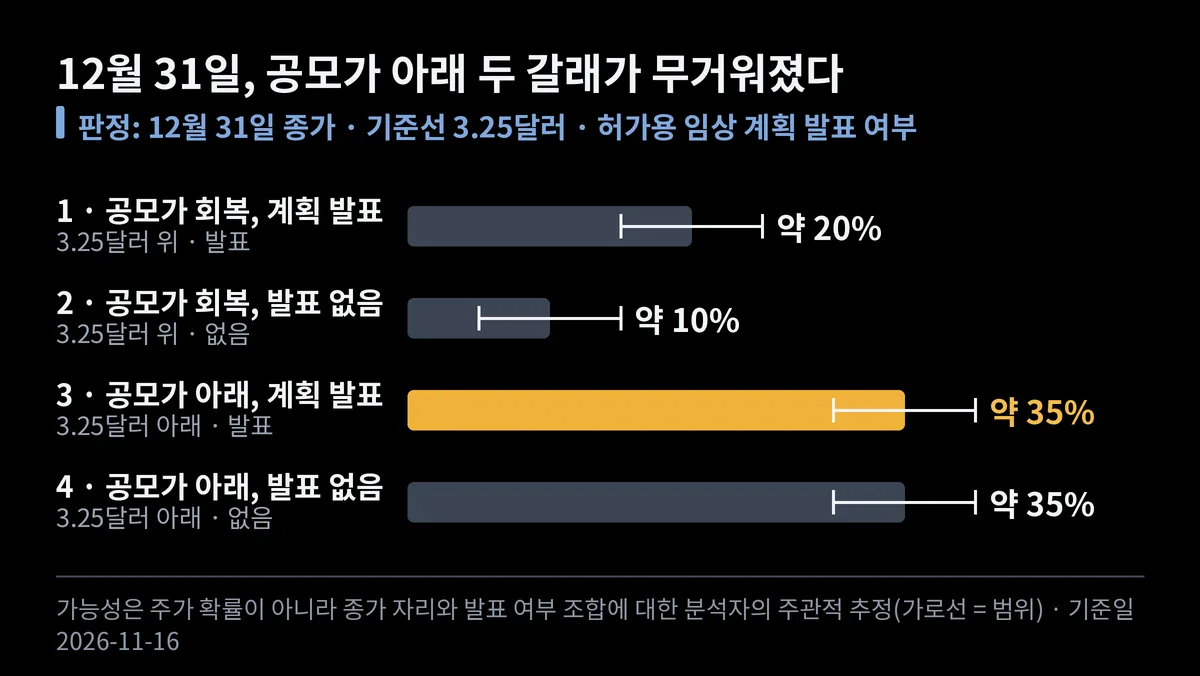 12월 31일, 공모가 아래 두 갈래가 무거워졌다
판정: 12월 31일 종가 · 기준선 3.25달러 · 허가용 임상 계획 발표 여부
1 · 공모가 회복, 계획 발표
3.25달러 위 · 발표
약 20%
2 · 공모가 회복, 발표 없음
3.25달러 위 · 없음
약 10%
3 · 공모가 아래, 계획 발표
3.25달러 아래 · 발표
약 35%
4 · 공모가 아래, 발표 없음
3.25달러 아래 · 없음
약 35%
가능성은 주가 확률이 아니라 종가 자리와 발표 여부 조합에 대한 분석자의 주관적 추정(가로선 = 범위) · 기준일
2026-11-16